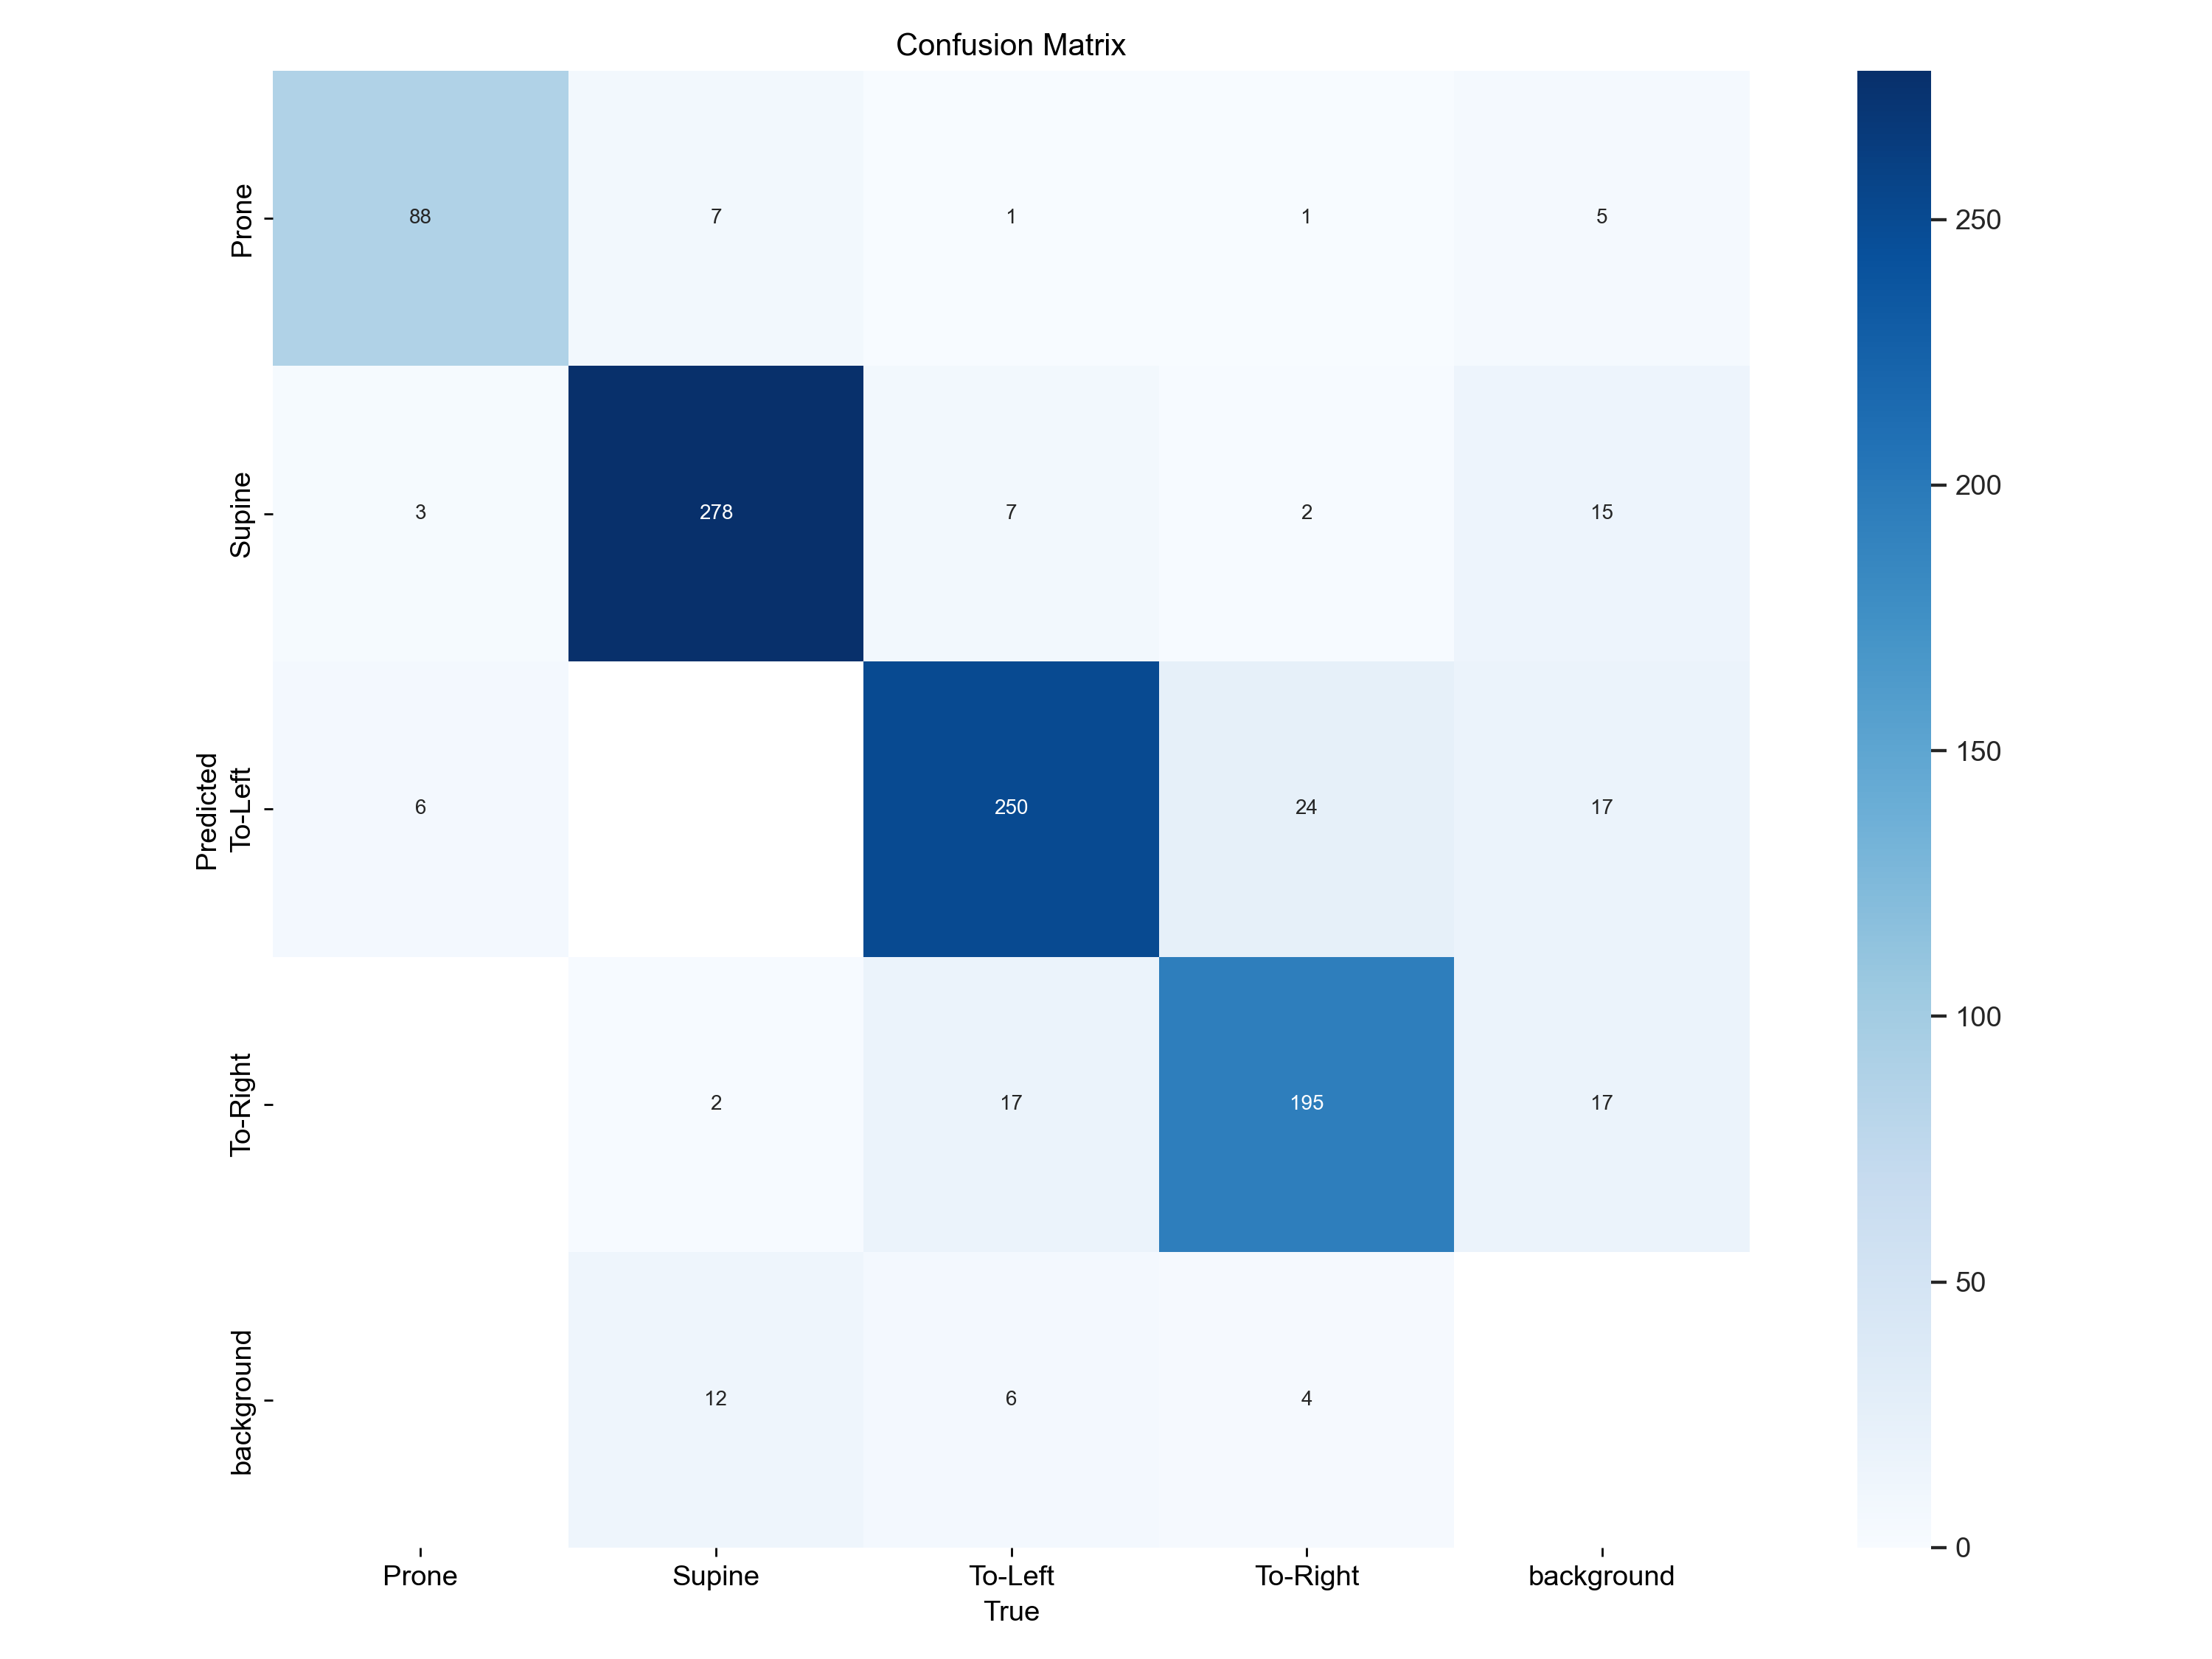 Confusion Matrix
Prone
88
7
1
1
5
Supine
3
278
7
2
15
Predicted
To-Left
6
250
24
17
To-Right
2
17
195
17
background
12
6
4
Prone
Supine
To-Left
To-Right
background
True
250
200
150
100
50
0